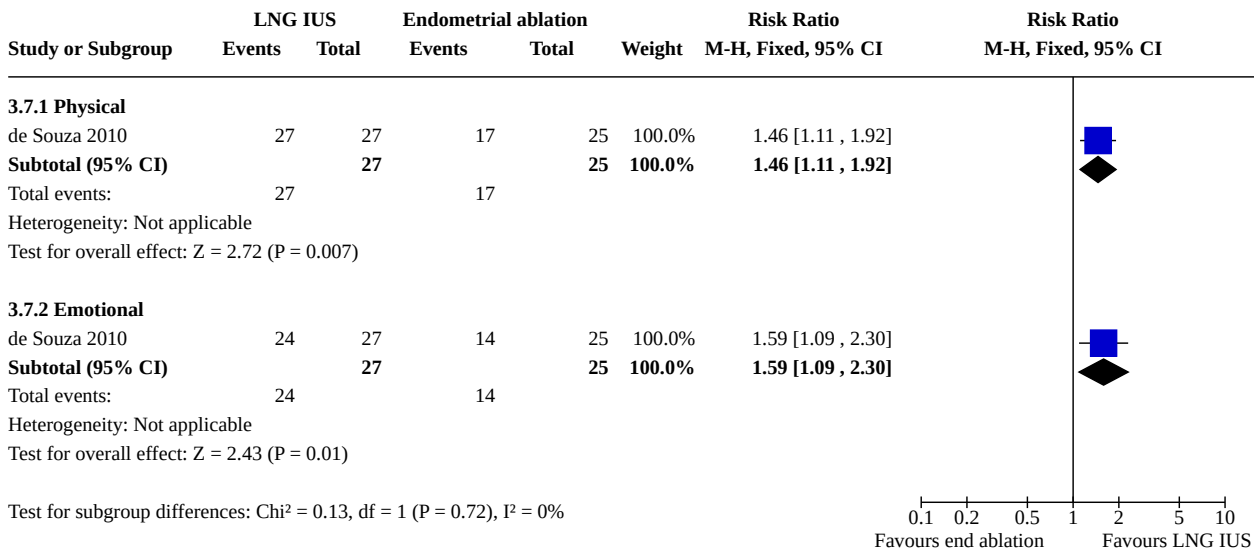 LNG IUS Endometrial ablation Risk Ratio Risk Ratio
Study or Subgroup Events Total Events Total Weight M-H, Fixed, 95% CI M-H, Fixed, 95% CI
3.7.1 Physical
de Souza 2010 27 27 17 25 100.0% 1.46 [1.11 , 1.92]
Subtotal (95% CI) 27 25 100.0% 1.46 [1.11 , 1.92]
Total events: 27 17
Heterogeneity: Not applicable
Test for overall effect: Z = 2.72 (P = 0.007)
3.7.2 Emotional
de Souza 2010 24 27 14 25 100.0% 1.59 [1.09 , 2.30]
Subtotal (95% CI) 27 25 100.0% 1.59 [1.09 , 2.30]
Total events: 24 14
Heterogeneity: Not applicable
Test for overall effect: Z = 2.43 (P = 0.01)
Test for subgroup differences: Chi² = 0.13, df = 1 (P = 0.72), I² = 0%
0.1 0.2 0.5 1 2 5 10
Favours end ablation Favours LNG IUS